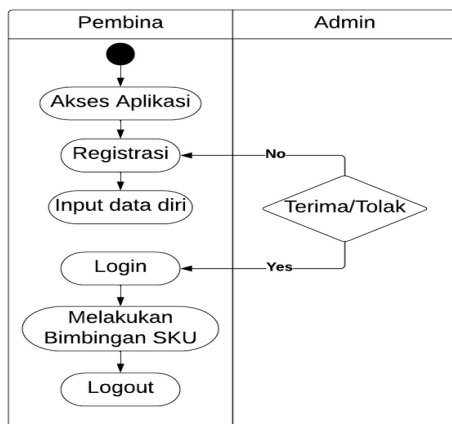 Pembina
Admin
Akses Aplikasi
Registrasi
No
Input data diri
Terima/Tolak
Login
Yes
Melakukan
Bimbingan SKU
Logout